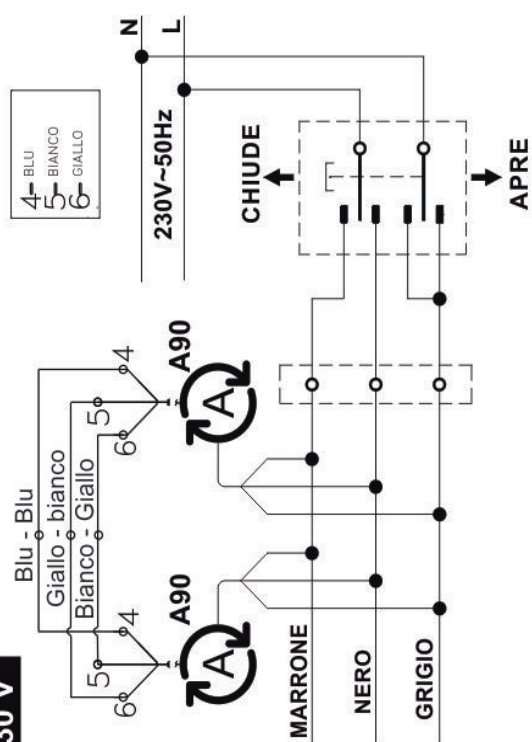 N
L
4 BLU
5 BIANCO
6 GIALLO
230V~50Hz
CHIUDE
APRE
Blu - Blu
Giallo - bianco
Bianco - Giallo
4
5
6
4
5
6
A90
A
A90
A
MARRONE
NERO
GRIGIO
30 V